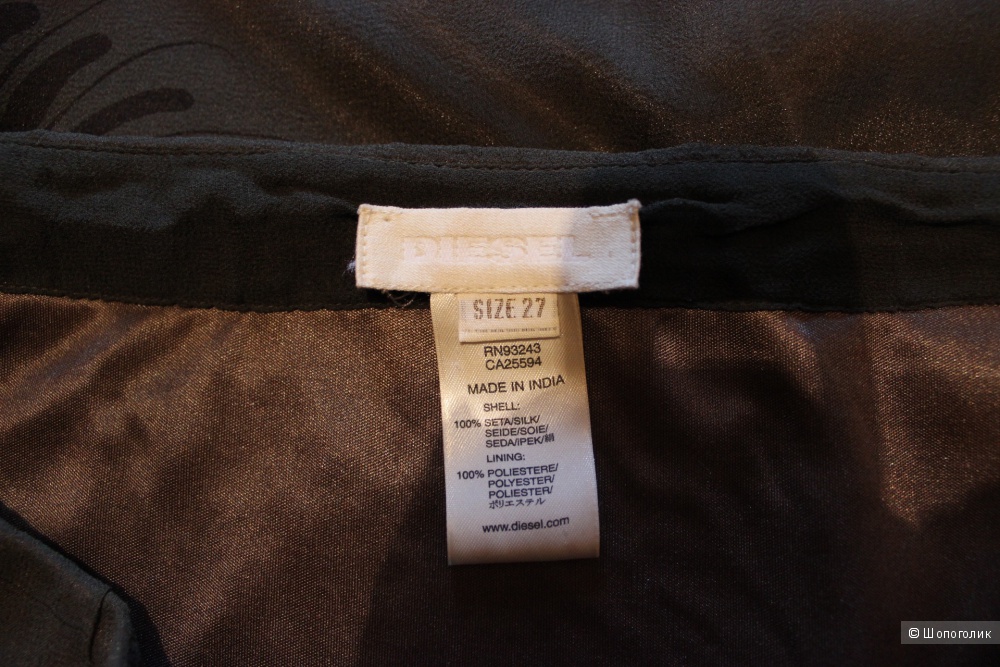 DIESEL
SIZE 27
RN93243
CA25594
MADE IN INDIA
SHELL:
100% SETA/SILK/
SEIDE/SOIE/
SEDA/IPEK/絹
LINING:
100% POLIESTERE/
POLYESTER/
POLIESTER/
ポリエステル
www.diesel.com
© Шопоголик